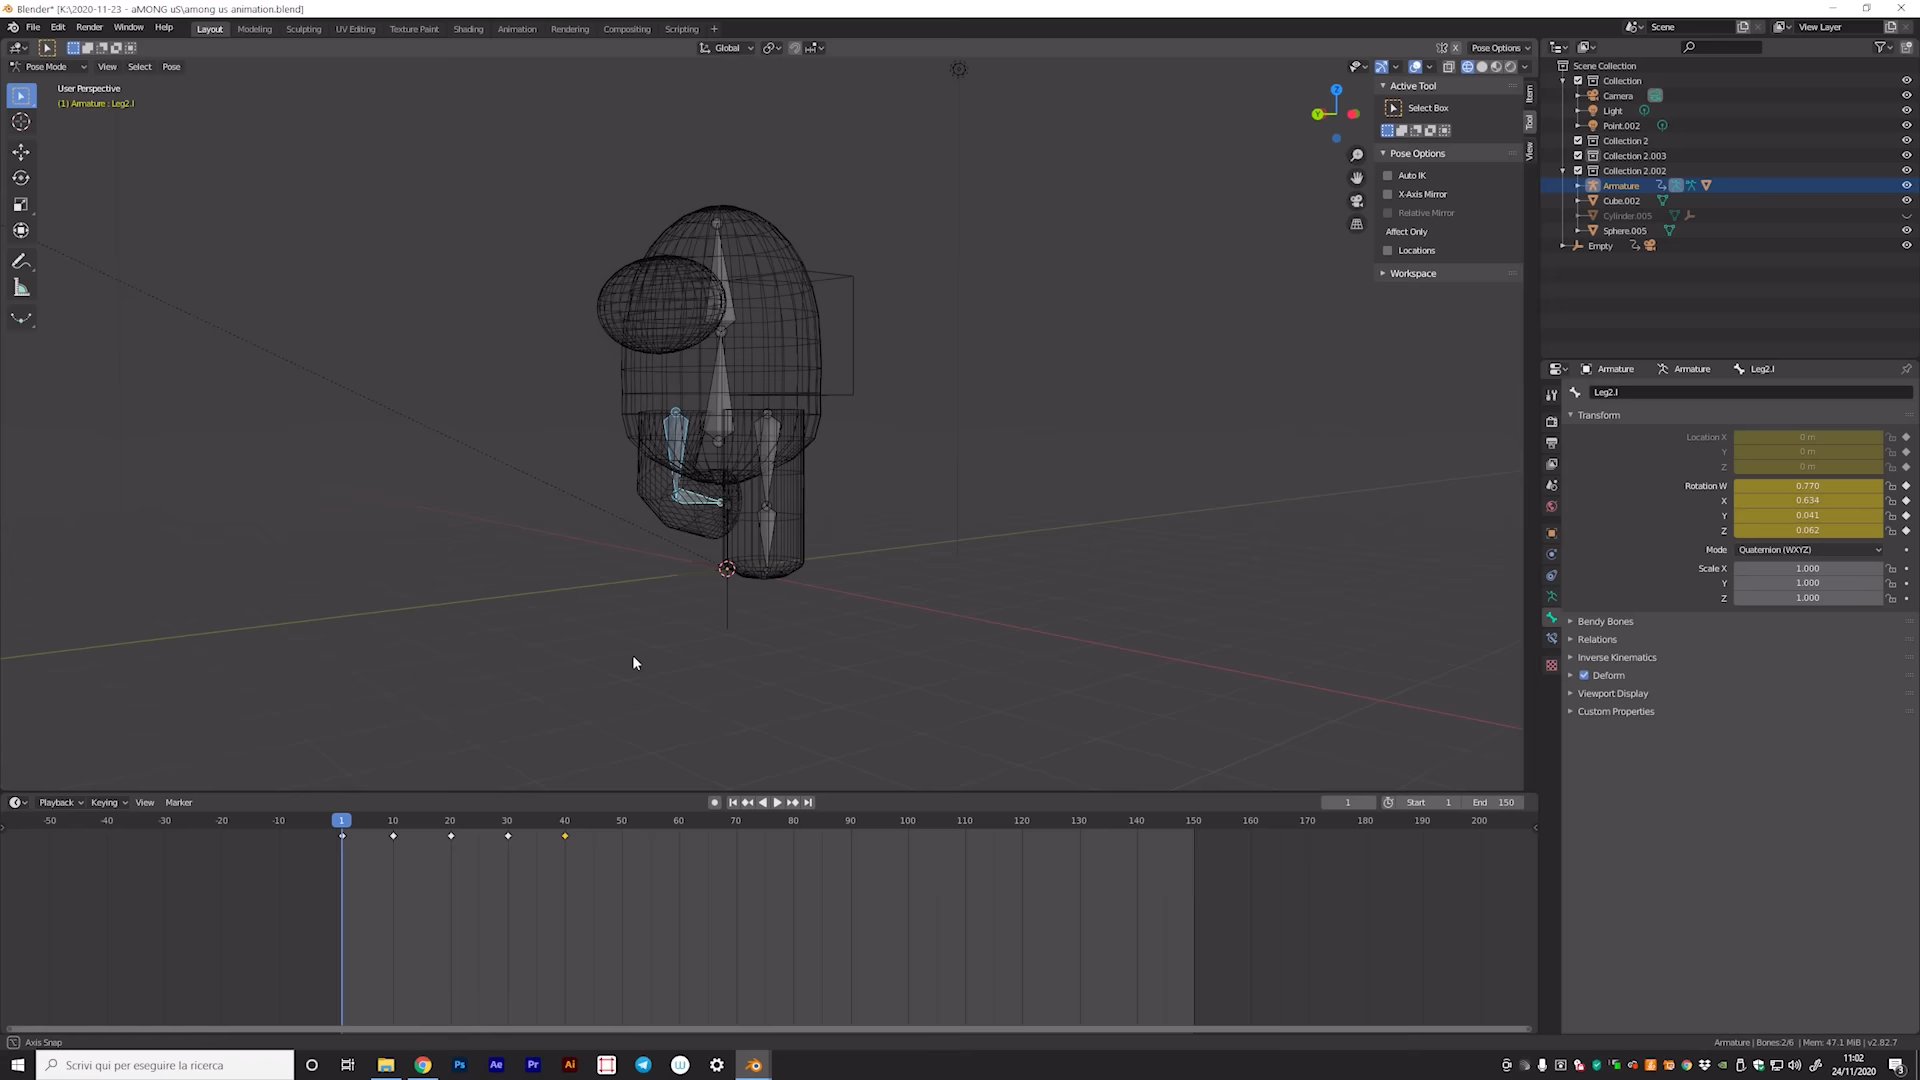 Blender* [K:\2020-11-23 - aMONG uS\among us animation.blend]
File Edit Render Window Help Layout Modeling Sculpting UV Editing Texture Paint Shading Animation Rendering Compositing Scripting + Scene View Layer
Global X Pose Options
Pose Mode View Select Pose
User Perspective
(1) Armature : Leg2.l
Z
Y
Active Tool
Select Box
Pose Options
Auto IK
X-Axis Mirror
Relative Mirror
Affect Only
Locations
Workspace
Item
Tool
View
Scene Collection
Collection
Camera
Light
Point.002
Collection 2
Collection 2.003
Collection 2.002
Armature
Cube.002
Cylinder.005
Sphere.005
Empty
Armature Armature Leg2.l
Leg2.l
Transform
Location X 0 m
Y 0 m
Z 0 m
Rotation W 0.770
X 0.634
Y 0.041
Z 0.062
Mode Quaternion (WXYZ)
Scale X 1.000
Y 1.000
Z 1.000
Bendy Bones
Relations
Inverse Kinematics
Deform
Viewport Display
Custom Properties
Playback Keying View Marker 1 Start 1 End 150
-50 -40 -30 -20 -10 1 10 20 30 40 50 60 70 80 90 100 110 120 130 140 150 160 170 180 190 200
Axis Snap
Armature | Bones:2/6 | Mem: 47.1 MiB | v2.82.7
Scrivi qui per eseguire la ricerca
Ps Ae Pr Ai
11:02
24/11/2020
3